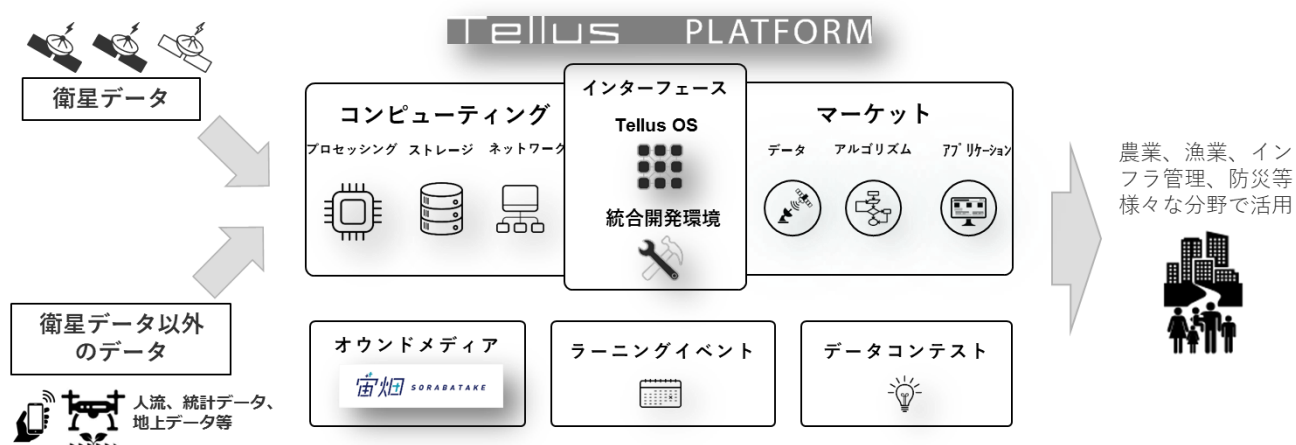 Tellus PLATFORM
衛星データ
コンピューティング
プロセッシング ストレージ ネットワーク
インターフェース
Tellus OS
統合開発環境
マーケット
データ アルゴリズム アプリケーション
農業、漁業、イン
フラ管理、防災等
様々な分野で活用
衛星データ以外
のデータ
人流、統計データ、
地上データ等
オウンドメディア
宙畑 SORABATAKE
ラーニングイベント
データコンテスト